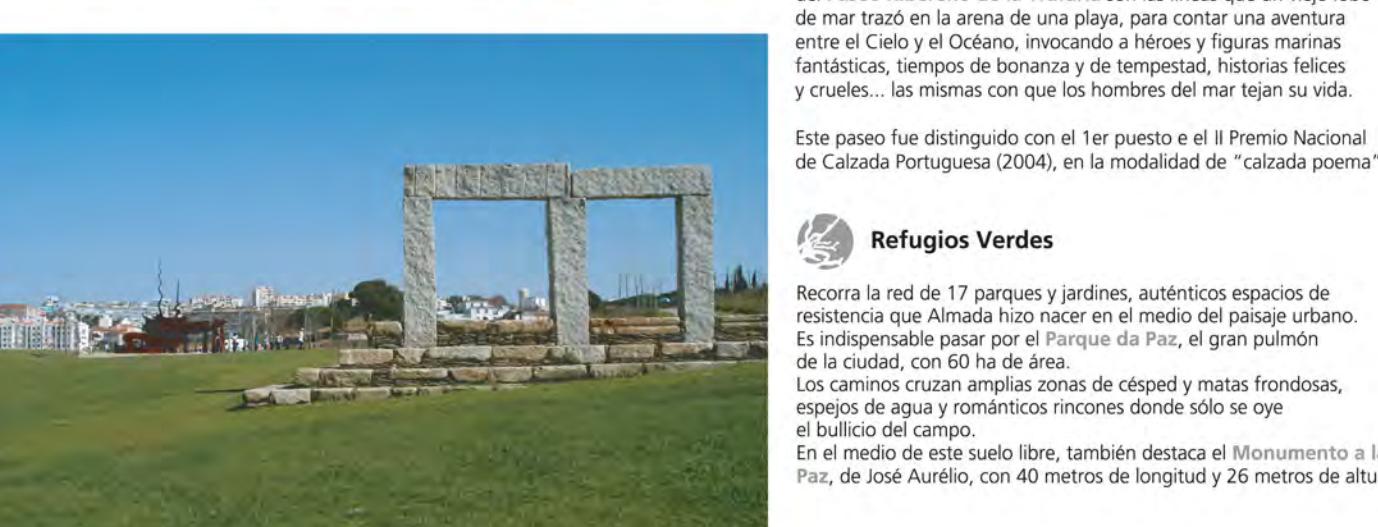 de mar trazó en la arena de una playa, para contar una aventura
entre el Cielo y el Océano, invocando a héroes y figuras marinas
fantásticas, tiempos de bonanza y de tempestad, historias felices
y crueles... las mismas con que los hombres del mar tejan su vida.
Este paseo fue distinguido con el 1er puesto e el II Premio Nacional
de Calzada Portuguesa (2004), en la modalidad de “calzada poema”
Refugios Verdes
Recorra la red de 17 parques y jardines, auténticos espacios de
resistencia que Almada hizo nacer en el medio del paisaje urbano.
Es indispensable pasar por el Parque da Paz, el gran pulmón
de la ciudad, con 60 ha de área.
Los caminos cruzan amplias zonas de césped y matas frondosas,
espejos de agua y románticos rincones donde sólo se oye
el bullicio del campo.
En el medio de este suelo libre, también destaca el Monumento a
Paz, de José Aurélio, con 40 metros de longitud y 26 metros de